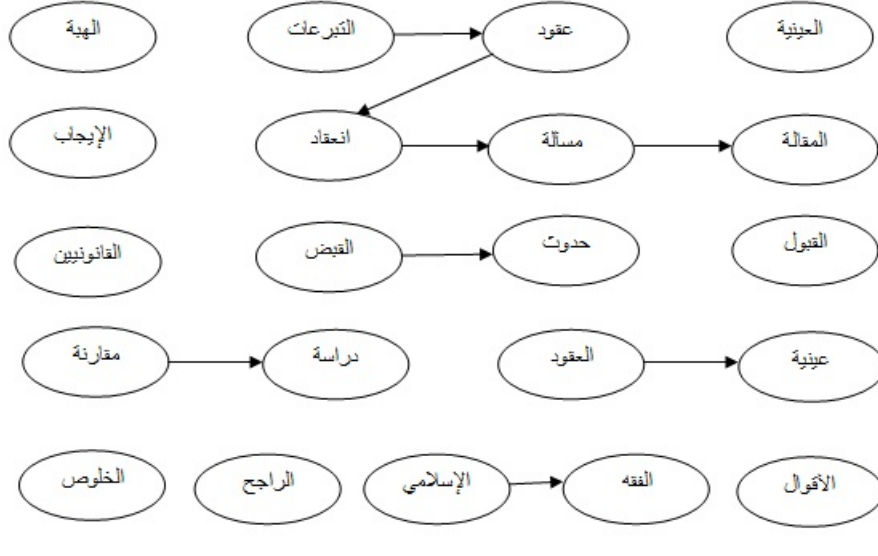 العينية عقود التبرعات الهبة
المقالة مسألة انعقاد الإيجاب
القبول حدوث القبض القانونيين
عينية العقود دراسة مقارنة
الأقوال الفقه الإسلامي الراجح الخلوص